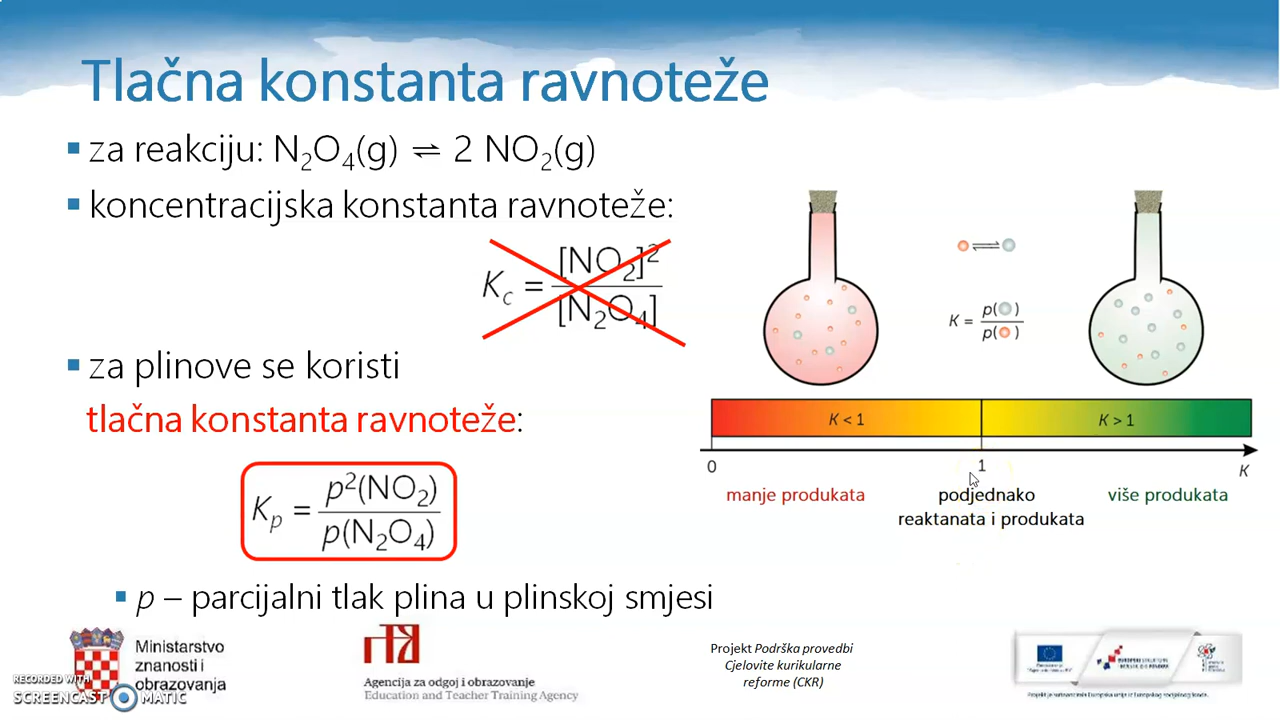 Tlačna konstanta ravnoteže
▪ za reakciju: N₂O₄(g) ⇌ 2 NO₂(g)
▪ koncentracijska konstanta ravnoteže:
K_c = [NO₂]² / [N₂O₄]
▪ za plinove se koristi
tlačna konstanta ravnoteže:
K_p = p²(NO₂) / p(N₂O₄)
▪ p – parcijalni tlak plina u plinskoj smjesi
⇌
K = p( ) / p( )
K < 1
K > 1
0
1
K
manje produkata
podjednako
reaktanata i produkata
više produkata
Ministarstvo
znanosti i
obrazovanja
Agencija za odgoj i obrazovanje
Education and Teacher Training Agency
Projekt Podrška provedbi
Cjelovite kurikularne
reforme (CKR)
RECORDED WITH
SCREENCAST MATIC